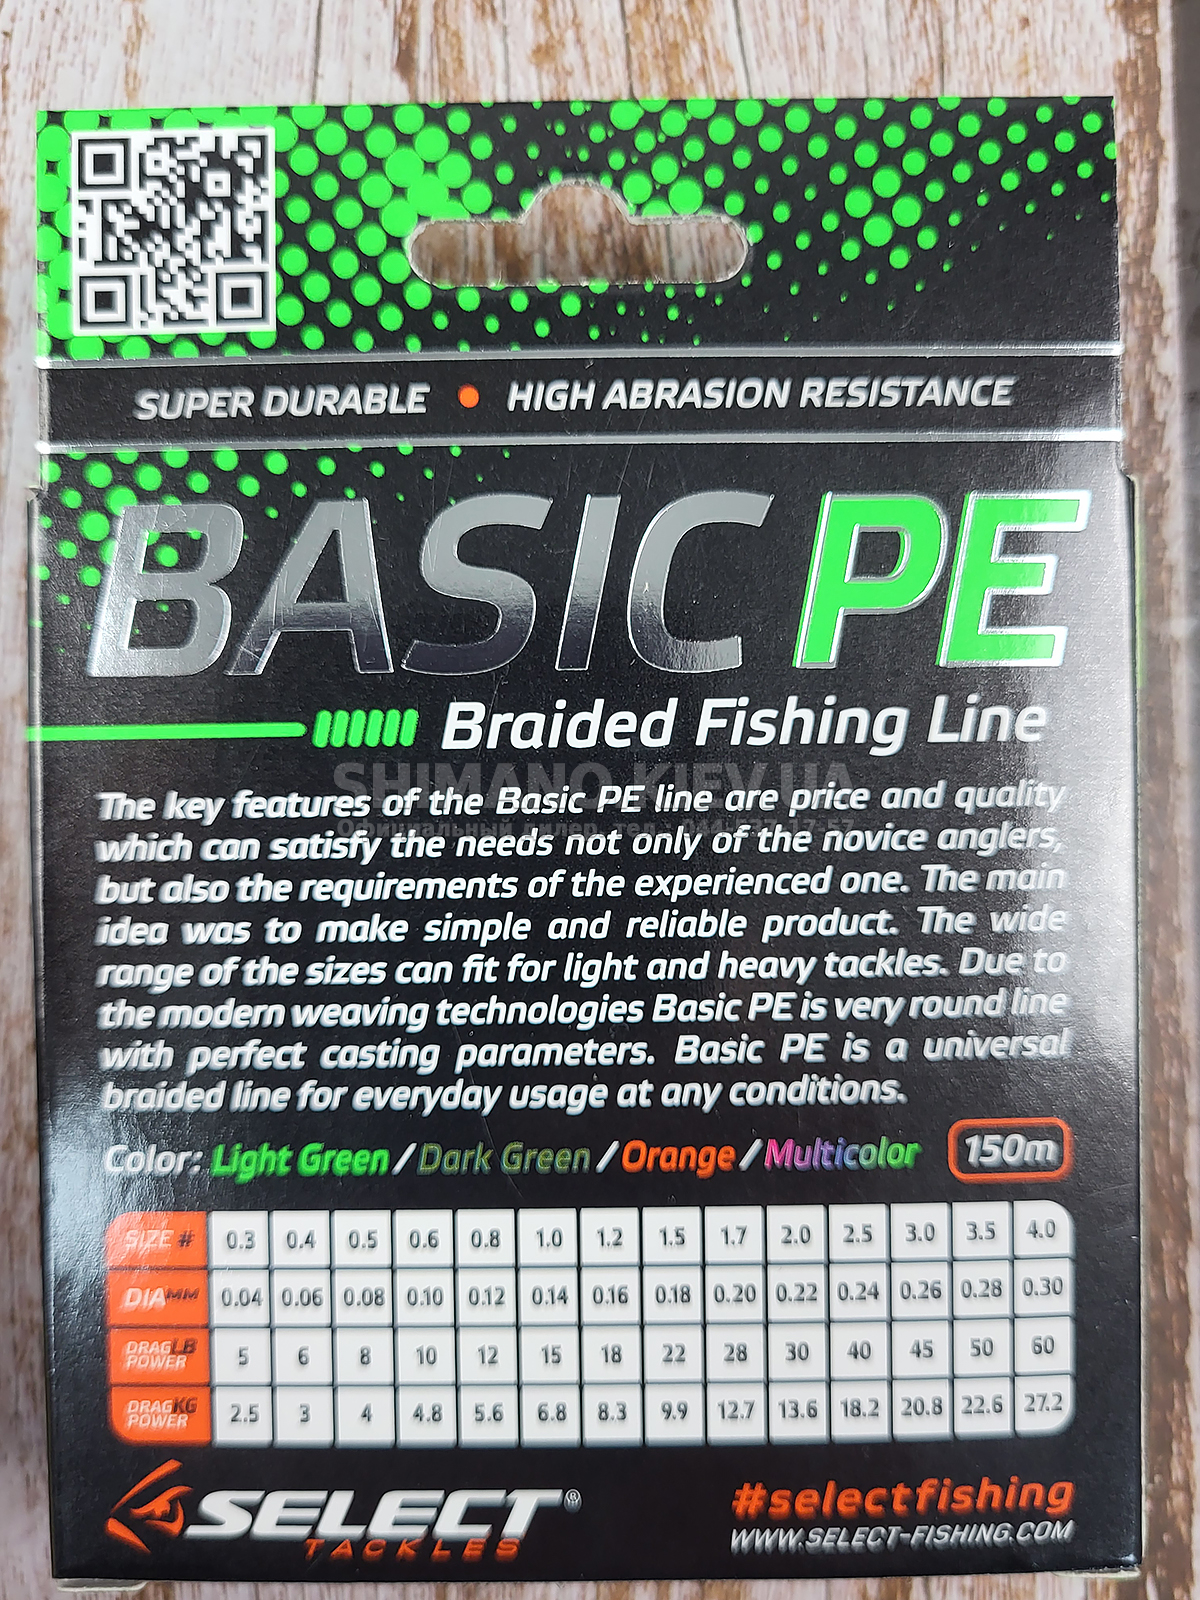 SUPER DURABLE • HIGH ABRASION RESISTANCE
BASIC PE
Braided Fishing Line
SHIMANO.KIEV.UA
The key features of the Basic PE line are price and quality
which can satisfy the needs not only of the novice anglers,
but also the requirements of the experienced one. The main
idea was to make simple and reliable product. The wide
range of the sizes can fit for light and heavy tackles. Due to
the modern weaving technologies Basic PE is very round line
with perfect casting parameters. Basic PE is a universal
braided line for everyday usage at any conditions.
Color: Light Green / Dark Green / Orange / Multicolor 150m
SIZE # 0.3 0.4 0.5 0.6 0.8 1.0 1.2 1.5 1.7 2.0 2.5 3.0 3.5 4.0
DIA MM 0.04 0.06 0.08 0.10 0.12 0.14 0.16 0.18 0.20 0.22 0.24 0.26 0.28 0.30
DRAG POWER LB 5 6 8 10 12 15 18 22 28 30 40 45 50 60
DRAG POWER KG 2.5 3 4 4.8 5.6 6.8 8.3 9.9 12.7 13.6 18.2 20.8 22.6 27.2
SELECT ®
TACKLES
#selectfishing
WWW.SELECT-FISHING.COM